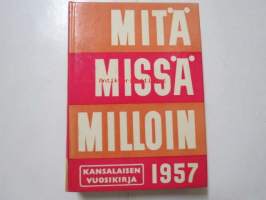 MITÄ
MISSÄ
MILLOIN
KANSALAISEN
VUOSIKIRJA
1957